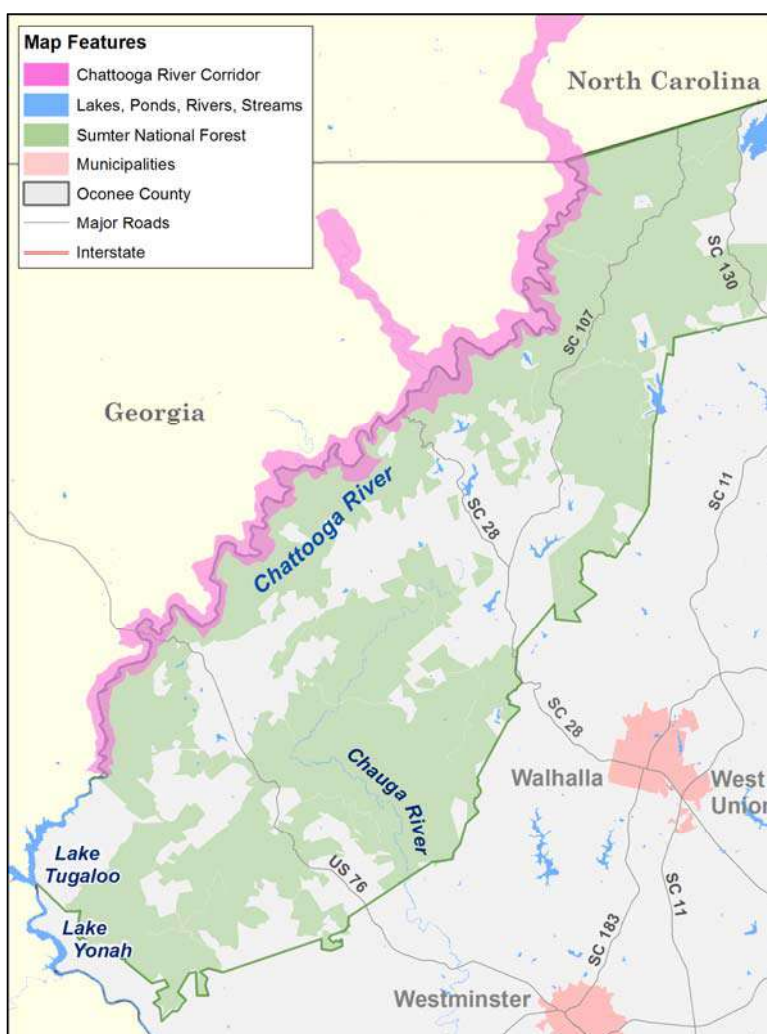 Map Features
Chattooga River Corridor
Lakes, Ponds, Rivers, Streams
Sumter National Forest
Municipalities
Oconee County
Major Roads
Interstate
North Carolina
SC 130
SC 107
Georgia
SC 11
Chattooga River
SC 28
SC 28
Walhalla
West
Union
Chauga River
Lake
Tugaloo
US 76
Lake
Yonah
SC 183
SC 11
Westminster